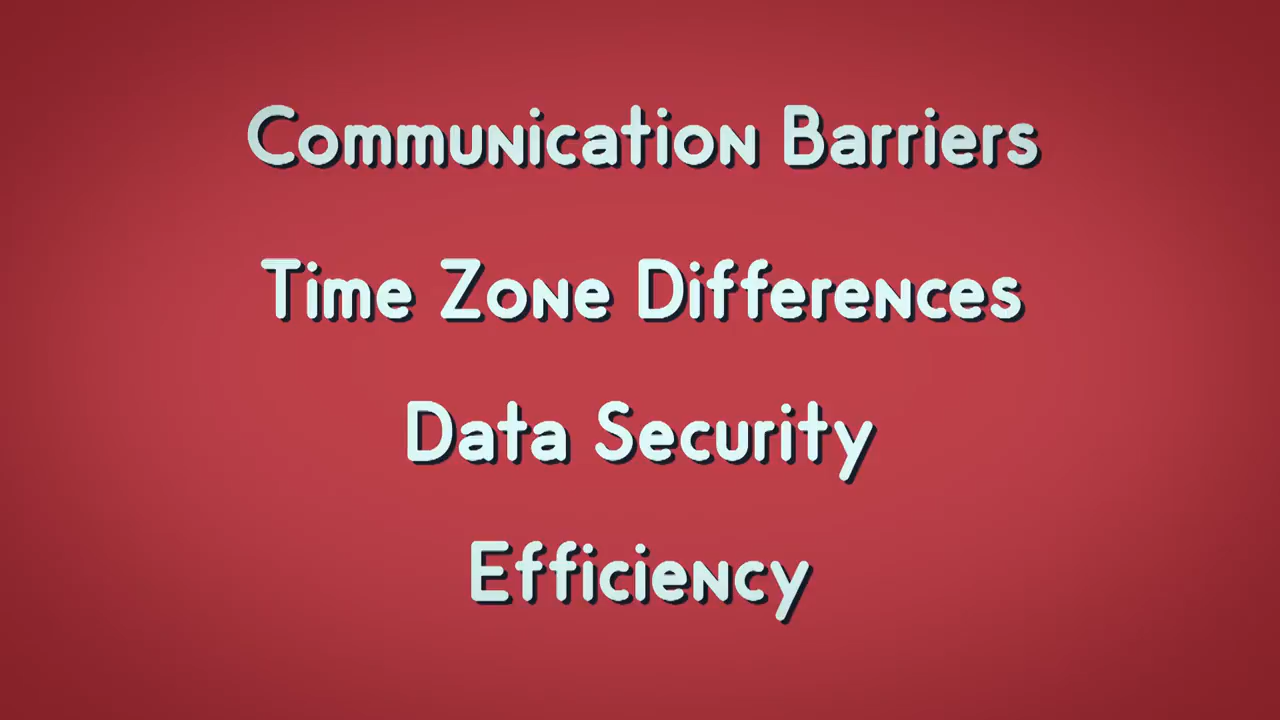 Communication Barriers
Time Zone Differences
Data Security
Efficiency